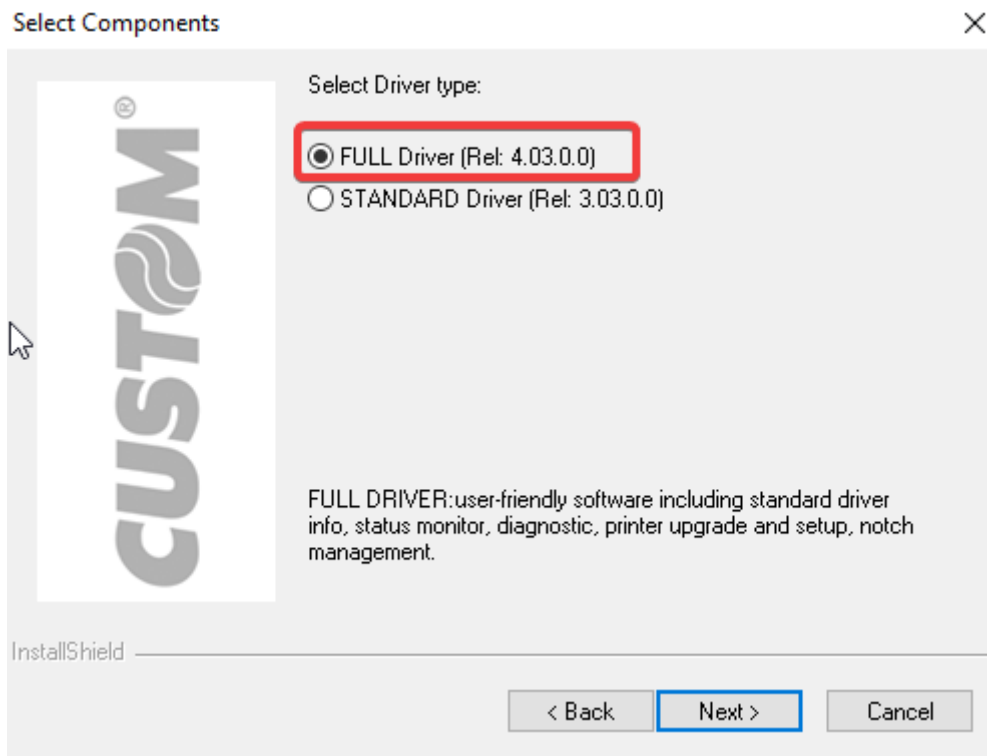 Select Components
Select Driver type:
FULL Driver (Rel: 4.03.0.0)
STANDARD Driver (Rel: 3.03.0.0)
CUSTOM®
FULL DRIVER:user-friendly software including standard driver
info, status monitor, diagnostic, printer upgrade and setup, notch
management.
InstallShield
< Back
Next >
Cancel